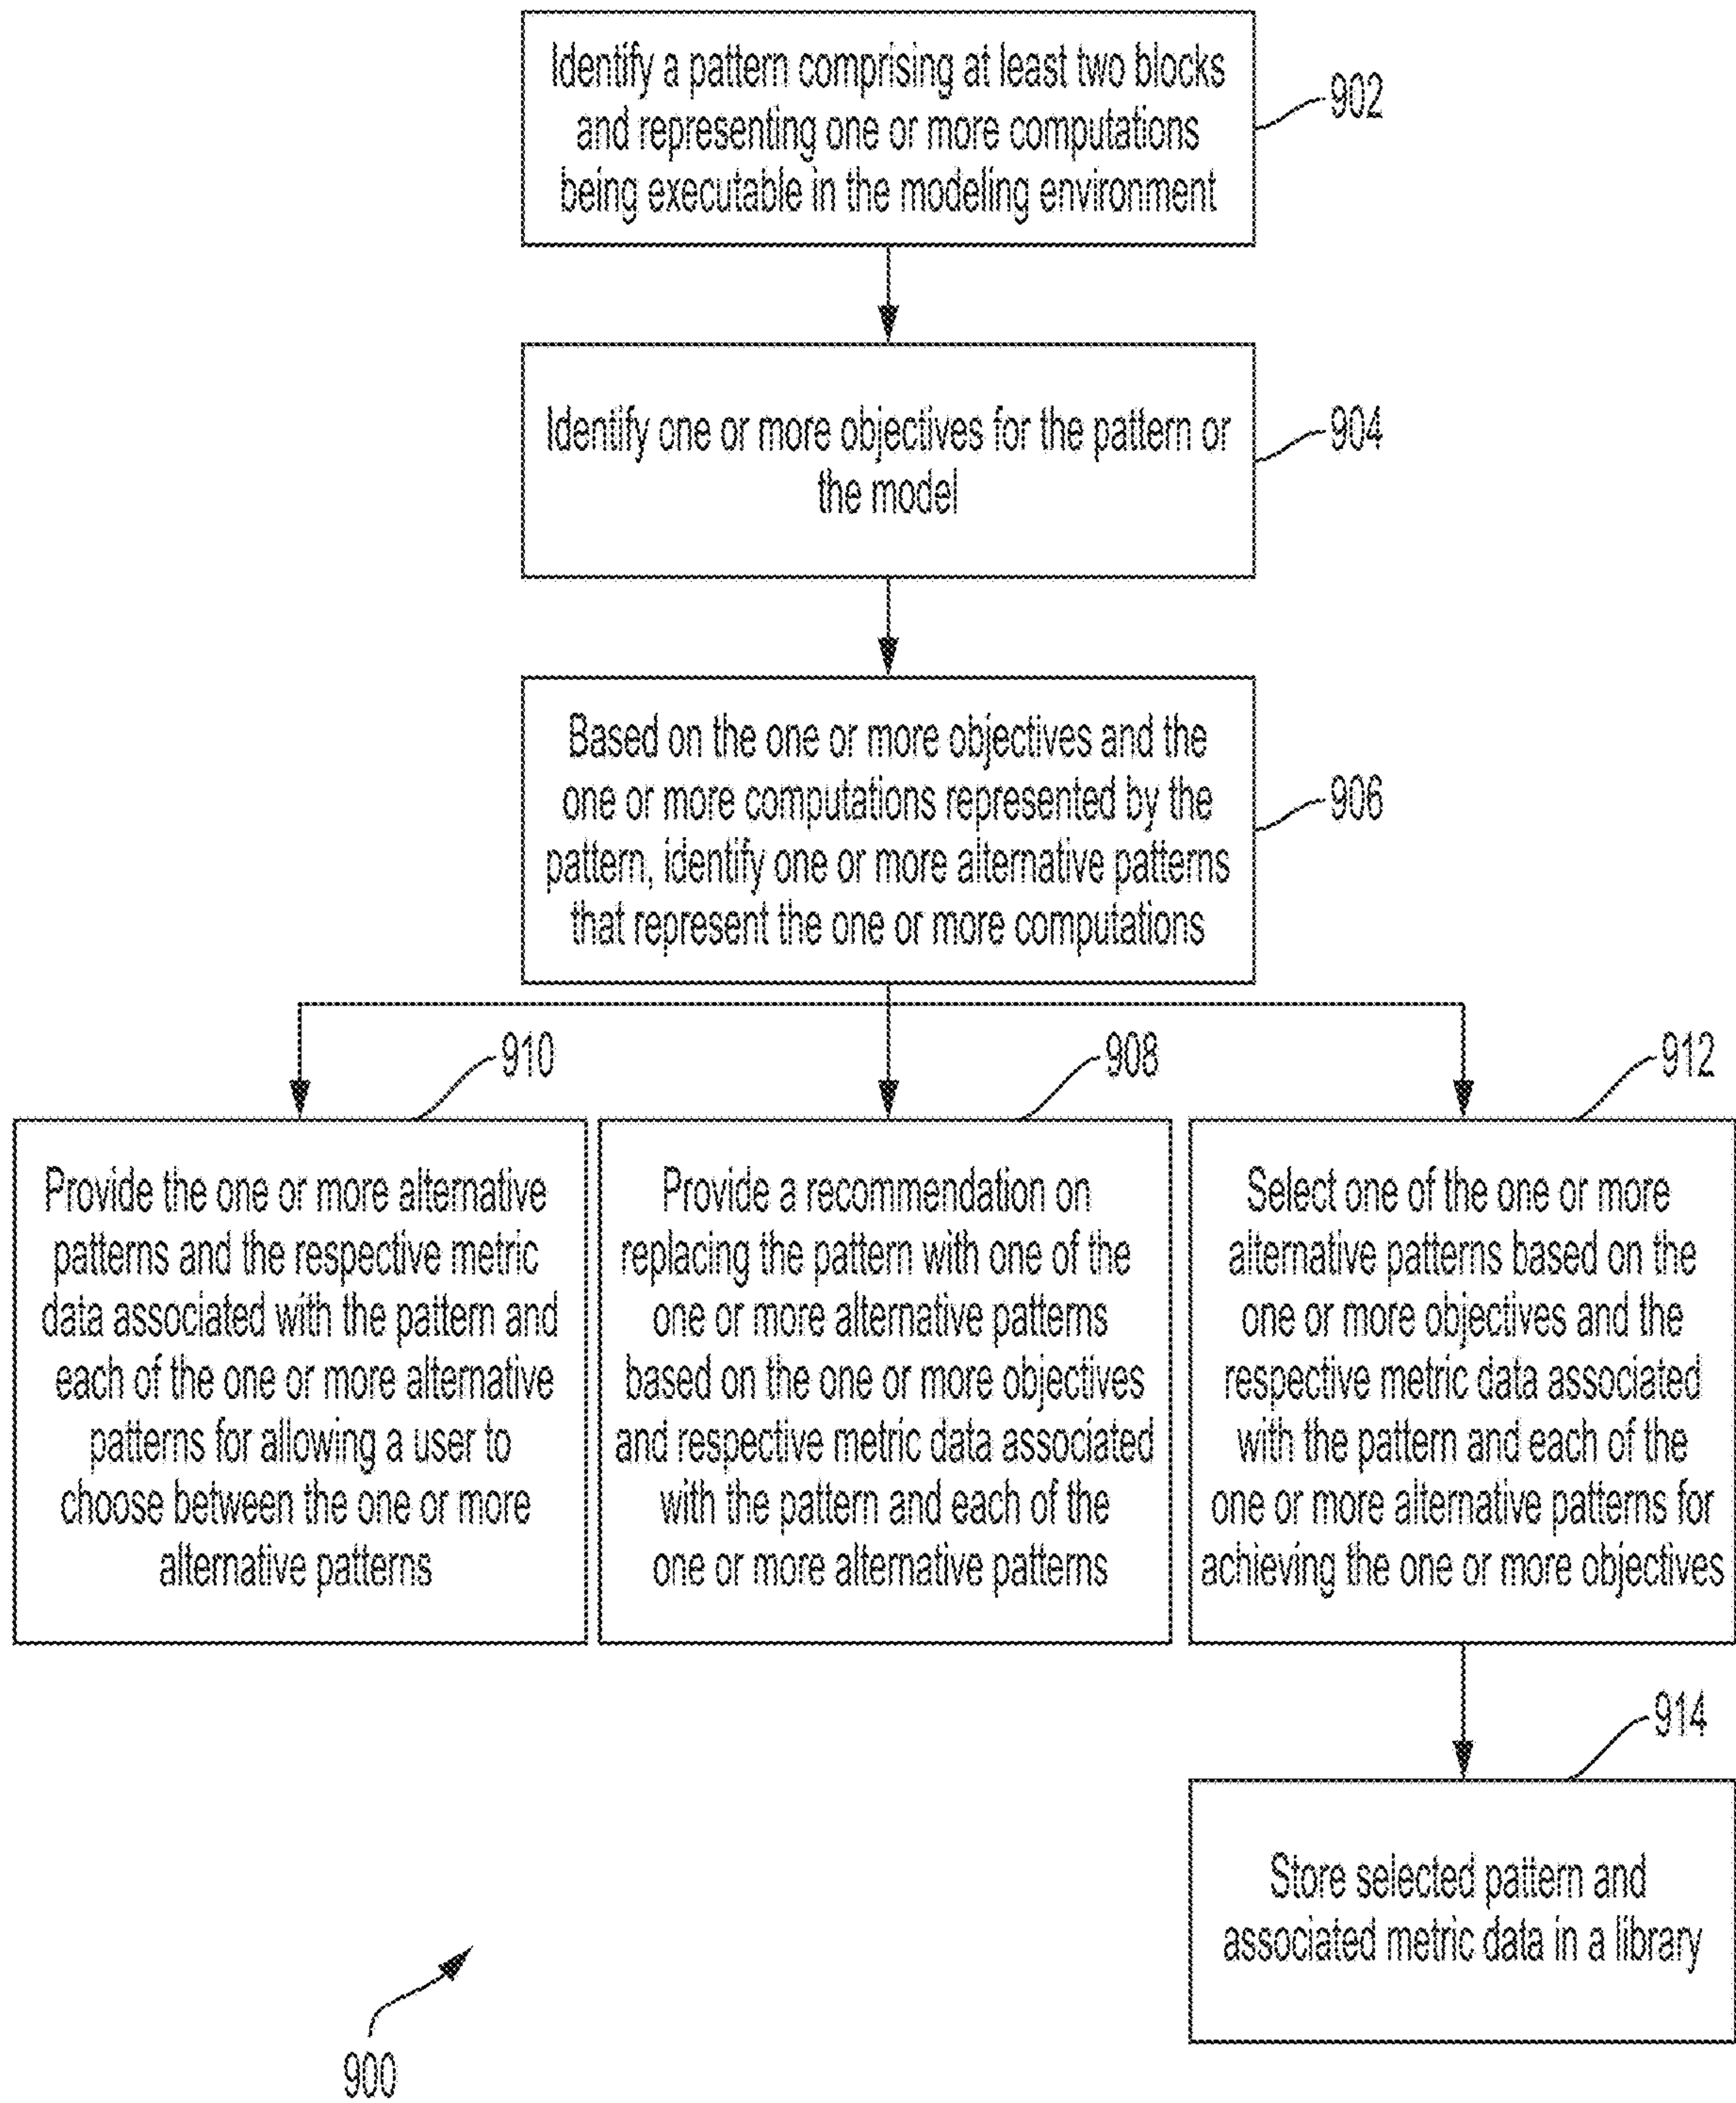 Identify a pattern comprising at least two blocks
and representing one or more computations
being executable in the modeling environment
902
Identify one or more objectives for the pattern or
the model
904
Based on the one or more objectives and the
one or more computations represented by the
pattern, identify one or more alternative patterns
that represent the one or more computations
906
910
Provide the one or more alternative
patterns and the respective metric
data associated with the pattern and
each of the one or more alternative
patterns for allowing a user to
choose between the one or more
alternative patterns
908
Provide a recommendation on
replacing the pattern with one of the
one or more alternative patterns
based on the one or more objectives
and respective metric data associated
with the pattern and each of the
one or more alternative patterns
912
Select one of the one or more
alternative patterns based on the
one or more objectives and the
respective metric data associated
with the pattern and each of the
one or more alternative patterns for
achieving the one or more objectives
914
Store selected pattern and
associated metric data in a library
900